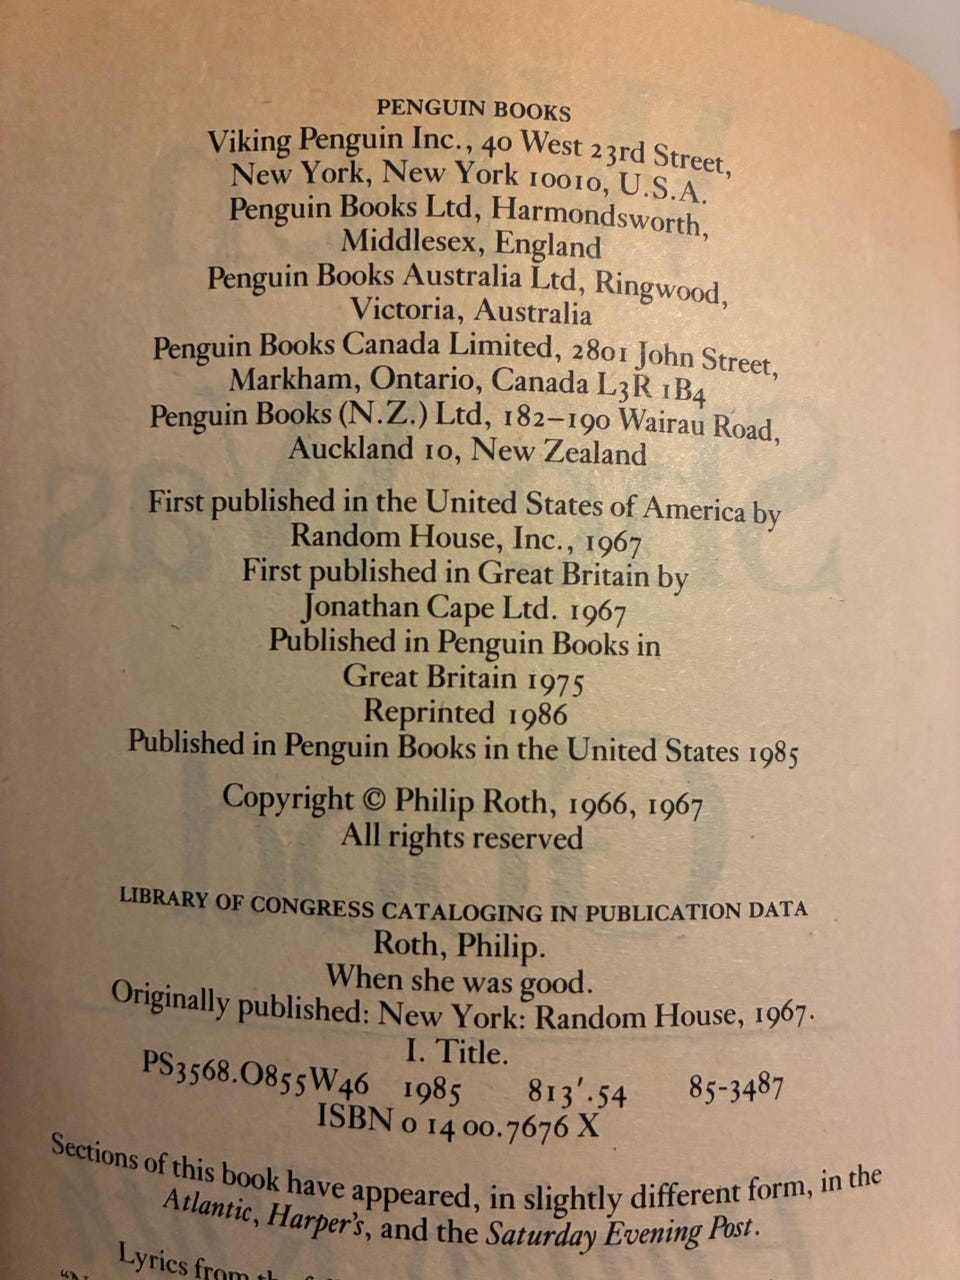 PENGUIN BOOKS
Viking Penguin Inc., 40 West 23rd Street,
New York, New York 10010, U.S.A.
Penguin Books Ltd, Harmondsworth,
Middlesex, England
Penguin Books Australia Ltd, Ringwood,
Victoria, Australia
Penguin Books Canada Limited, 2801 John Street,
Markham, Ontario, Canada L3R 1B4
Penguin Books (N.Z.) Ltd, 182–190 Wairau Road,
Auckland 10, New Zealand
First published in the United States of America by
Random House, Inc., 1967
First published in Great Britain by
Jonathan Cape Ltd. 1967
Published in Penguin Books in
Great Britain 1975
Reprinted 1986
Published in Penguin Books in the United States 1985
Copyright © Philip Roth, 1966, 1967
All rights reserved
LIBRARY OF CONGRESS CATALOGING IN PUBLICATION DATA
Roth, Philip.
When she was good.
Originally published: New York: Random House, 1967.
I. Title.
PS3568.O855W46 1985 813'.54 85-3487
ISBN 0 14 00.7676 X
Sections of this book have appeared, in slightly different form, in the
Atlantic, Harper's, and the Saturday Evening Post.
Lyrics from the